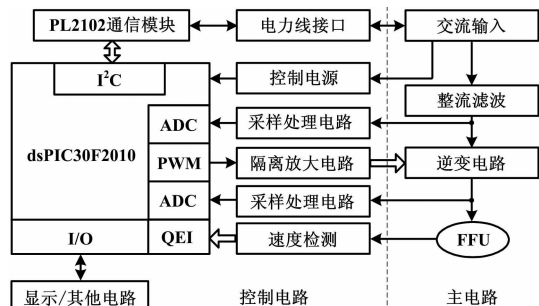 PL2102通信模块 电力线接口 交流输入
I²C 控制电源
整流滤波
ADC 采样处理电路
dsPIC30F2010 PWM 隔离放大电路 逆变电路
ADC 采样处理电路
I/O QEI 速度检测 FFU
显示/其他电路 控制电路 主电路